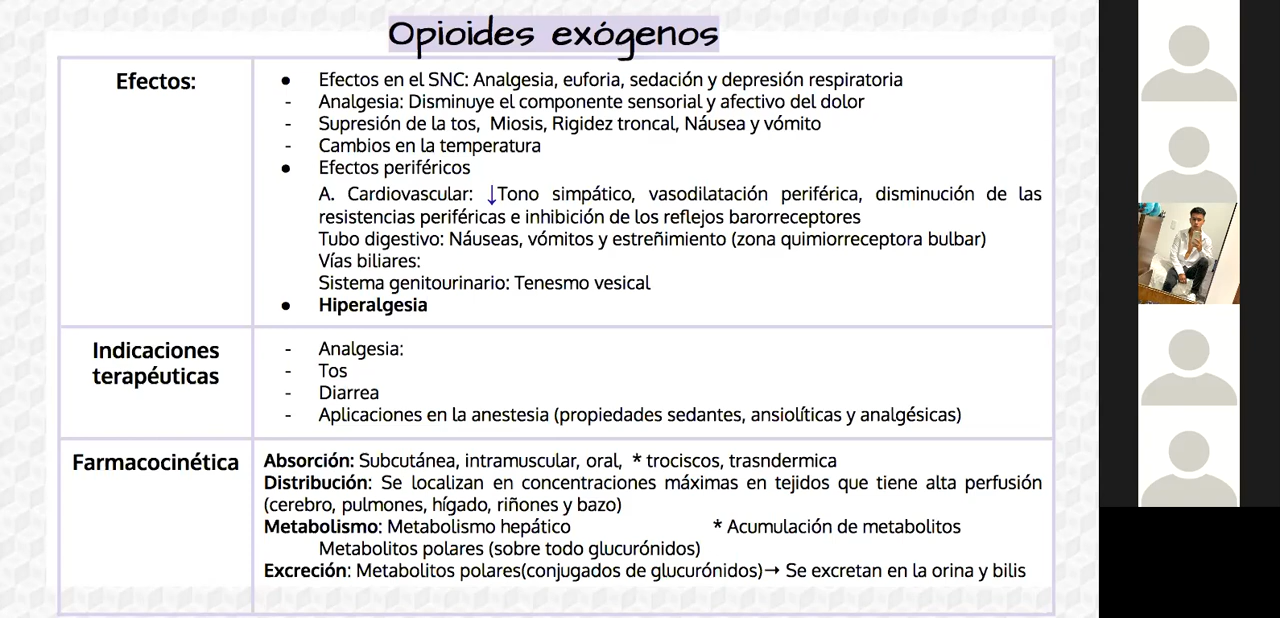 Opioides exógenos
Efectos:
● Efectos en el SNC: Analgesia, euforia, sedación y depresión respiratoria
- Analgesia: Disminuye el componente sensorial y afectivo del dolor
- Supresión de la tos, Miosis, Rigidez troncal, Náusea y vómito
- Cambios en la temperatura
● Efectos periféricos
A. Cardiovascular: ↓Tono simpático, vasodilatación periférica, disminución de las
resistencias periféricas e inhibición de los reflejos barorreceptores
Tubo digestivo: Náuseas, vómitos y estreñimiento (zona quimiorreceptora bulbar)
Vías biliares:
Sistema genitourinario: Tenesmo vesical
● Hiperalgesia
Indicaciones
terapéuticas
- Analgesia:
- Tos
- Diarrea
- Aplicaciones en la anestesia (propiedades sedantes, ansiolíticas y analgésicas)
Farmacocinética
Absorción: Subcutánea, intramuscular, oral, * trociscos, trasndermica
Distribución: Se localizan en concentraciones máximas en tejidos que tiene alta perfusión
(cerebro, pulmones, hígado, riñones y bazo)
Metabolismo: Metabolismo hepático * Acumulación de metabolitos
Metabolitos polares (sobre todo glucurónidos)
Excreción: Metabolitos polares(conjugados de glucurónidos)→ Se excretan en la orina y bilis